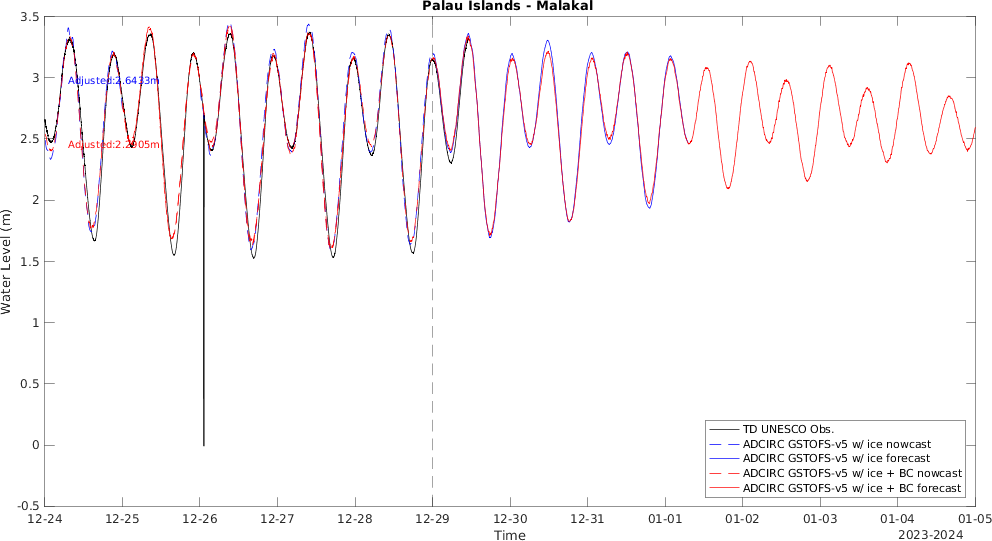 Palau Islands - Malakal
3.5
3
2.5
2
1.5
1
0.5
0
-0.5
Water Level (m)
Adjusted:2.6433m
TD UNESCO Obs.
ADCIRC GSTOFS-v5 w/ ice nowcast
ADCIRC GSTOFS-v5 w/ ice forecast
ADCIRC GSTOFS-v5 w/ ice + BC nowcast
ADCIRC GSTOFS-v5 w/ ice + BC forecast
12-24 12-25 12-26 12-27 12-28 12-29 12-30 12-31 01-01 01-02 01-03 01-04 01-05
Time
2023-2024